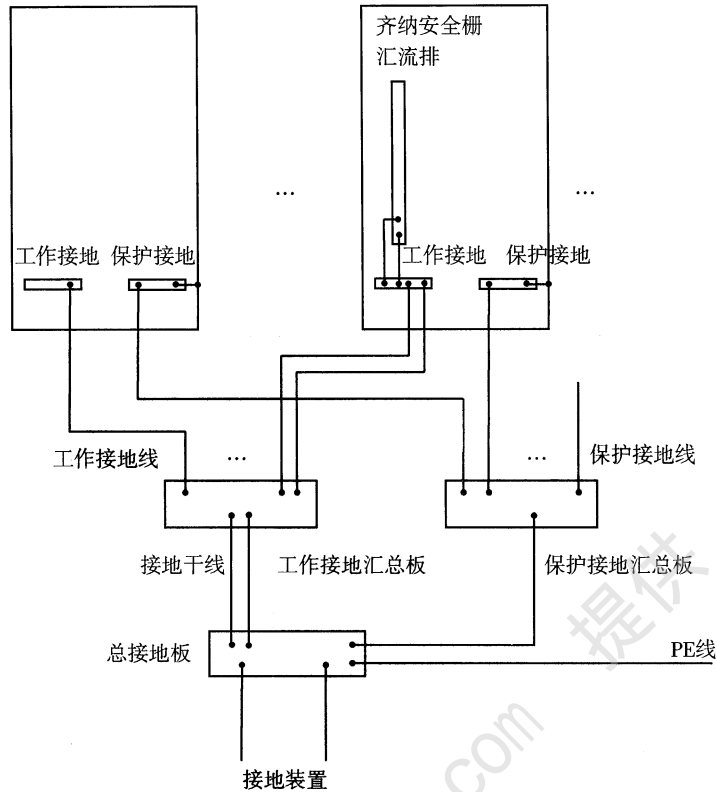 齐纳安全栅
汇流排
…
…
工作接地 保护接地
工作接地 保护接地
工作接地线
…
…
保护接地线
接地干线
工作接地汇总板
保护接地汇总板
总接地板
PE线
接地装置
提供
com